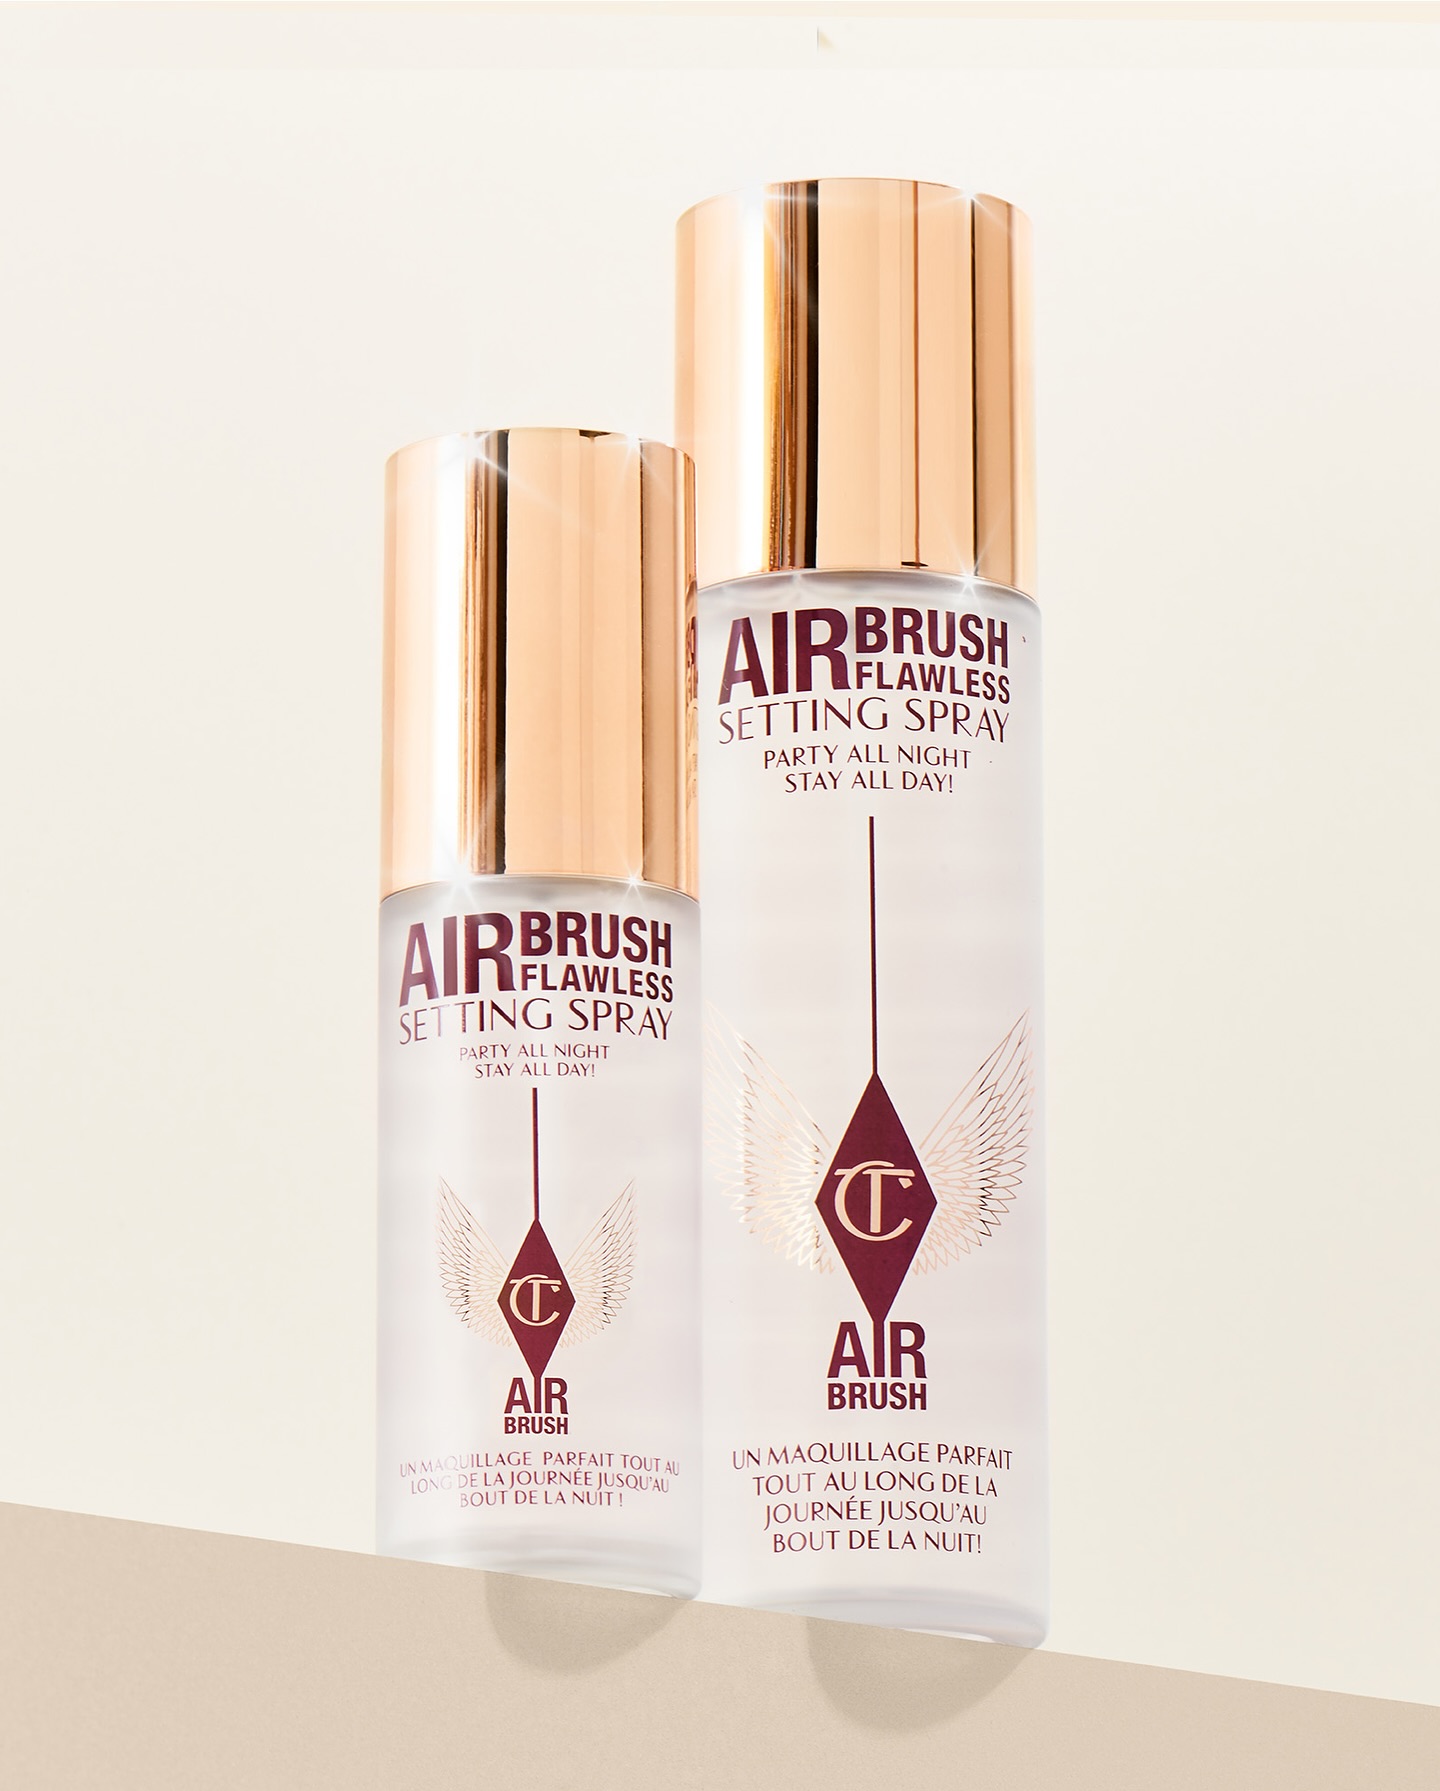 AIRBRUSH
FLAWLESS
SETTING SPRAY
PARTY ALL NIGHT
STAY ALL DAY!
CT
AIR
BRUSH
UN MAQUILLAGE PARFAIT TOUT AU
LONG DE LA JOURNÉE JUSQU'AU
BOUT DE LA NUIT !
AIRBRUSH
FLAWLESS
SETTING SPRAY
PARTY ALL NIGHT
STAY ALL DAY!
CT
AIR
BRUSH
UN MAQUILLAGE PARFAIT
TOUT AU LONG DE LA
JOURNÉE JUSQU'AU
BOUT DE LA NUIT!